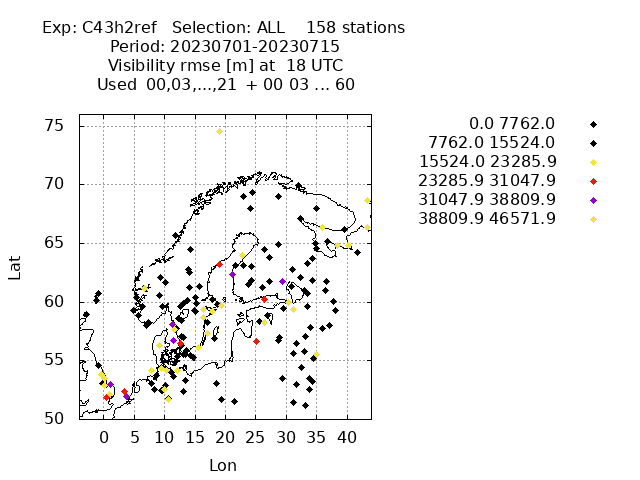 Exp: C43h2ref   Selection: ALL    158 stations
Period: 20230701-20230715
Visibility rmse [m] at  18 UTC
Used  00,03,...,21  + 00 03 ... 60
0.0 7762.0
7762.0 15524.0
15524.0 23285.9
23285.9 31047.9
31047.9 38809.9
38809.9 46571.9
75
70
65
60
55
50
Lat
0 5 10 15 20 25 30 35 40
Lon